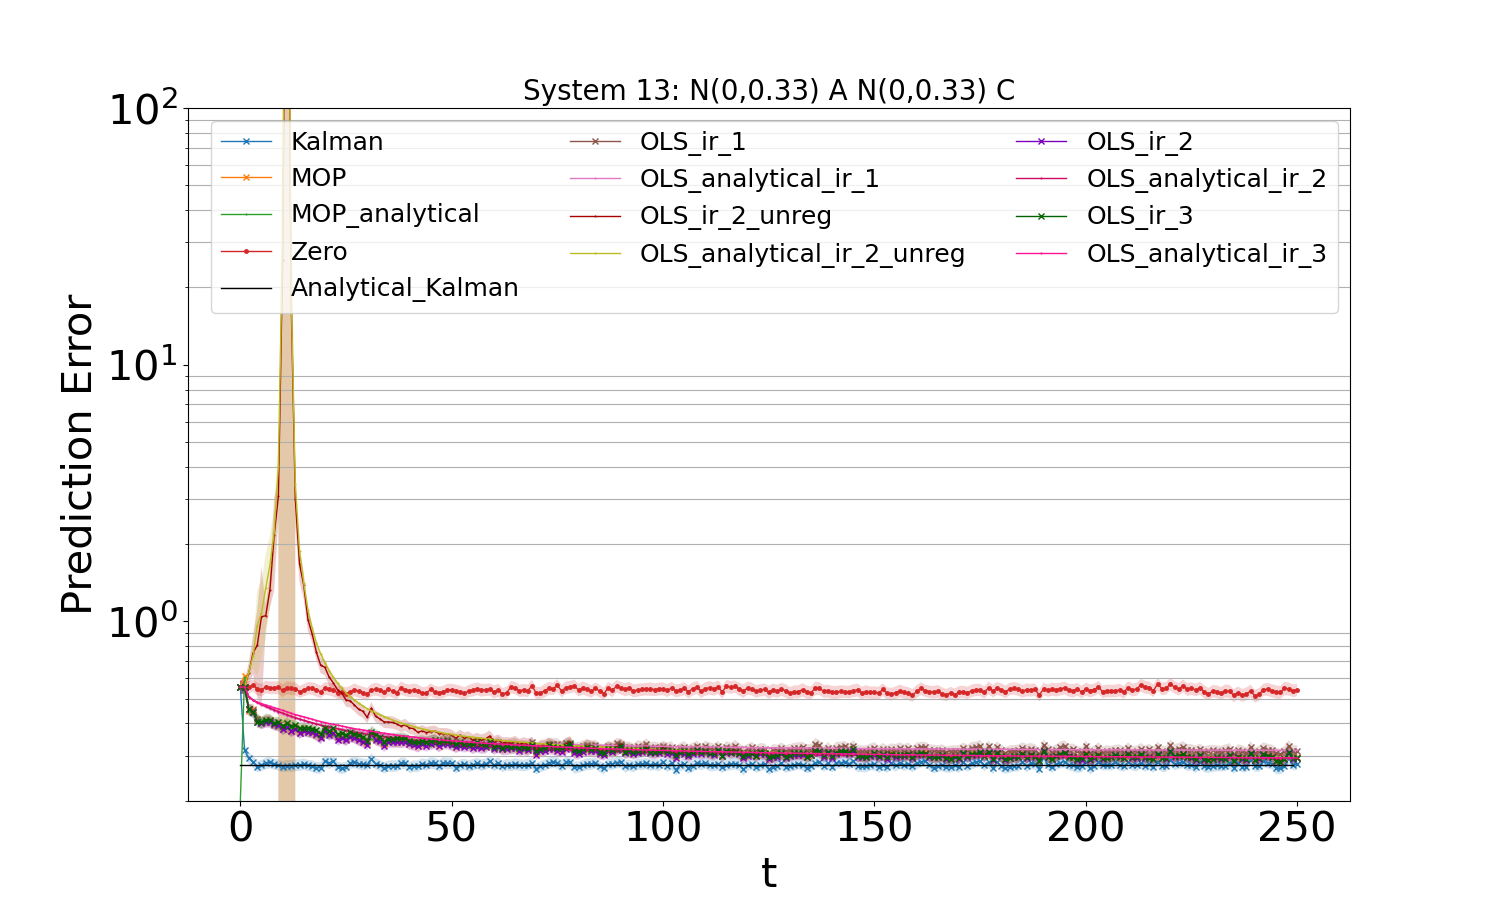 System 13: N(0,0.33) A N(0,0.33) C
10²
10¹
10⁰
Prediction Error
Kalman
MOP
MOP_analytical
Zero
Analytical_Kalman
OLS_ir_1
OLS_analytical_ir_1
OLS_ir_2_unreg
OLS_analytical_ir_2_unreg
OLS_ir_2
OLS_analytical_ir_2
OLS_ir_3
OLS_analytical_ir_3
0 50 100 150 200 250
t